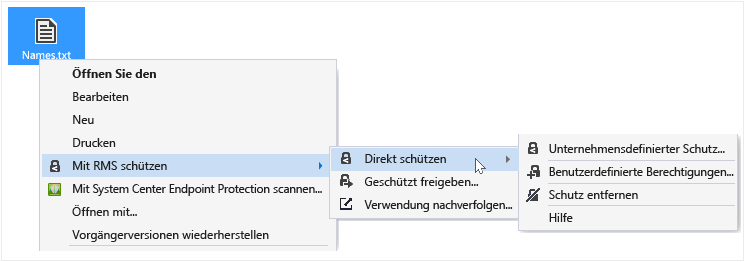 Names.txt
Öffnen Sie den
Bearbeiten
Neu
Drucken
Mit RMS schützen
Mit System Center Endpoint Protection scannen...
Öffnen mit...
Vorgängerversionen wiederherstellen
Direkt schützen
Geschützt freigeben...
Verwendung nachverfolgen...
Unternehmensdefinierter Schutz...
Benutzerdefinierte Berechtigungen...
Schutz entfernen
Hilfe